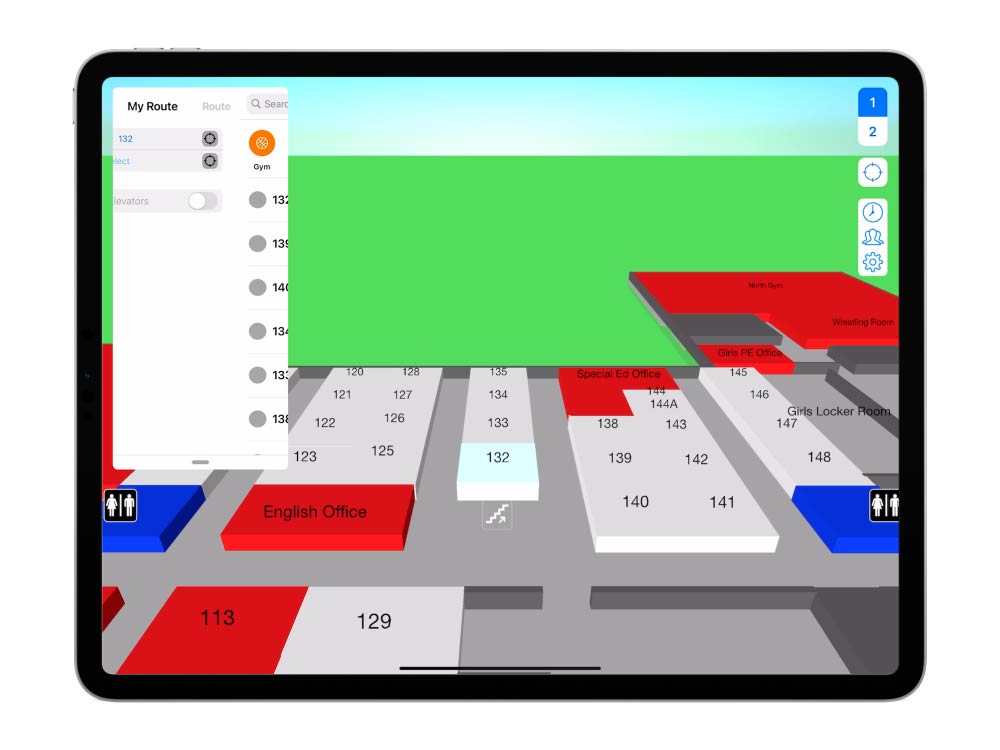 My Route
Route
Searc
132
elect
levators
Gym
132
139
140
134
133
138
1
2
North Gym
Wrestling Room
Girls PE Office
Girls Locker Room
120
128
121
127
122
126
123
125
135
134
133
132
Special Ed Office
144
144A
138
143
139
142
140
141
145
146
147
148
English Office
113
129